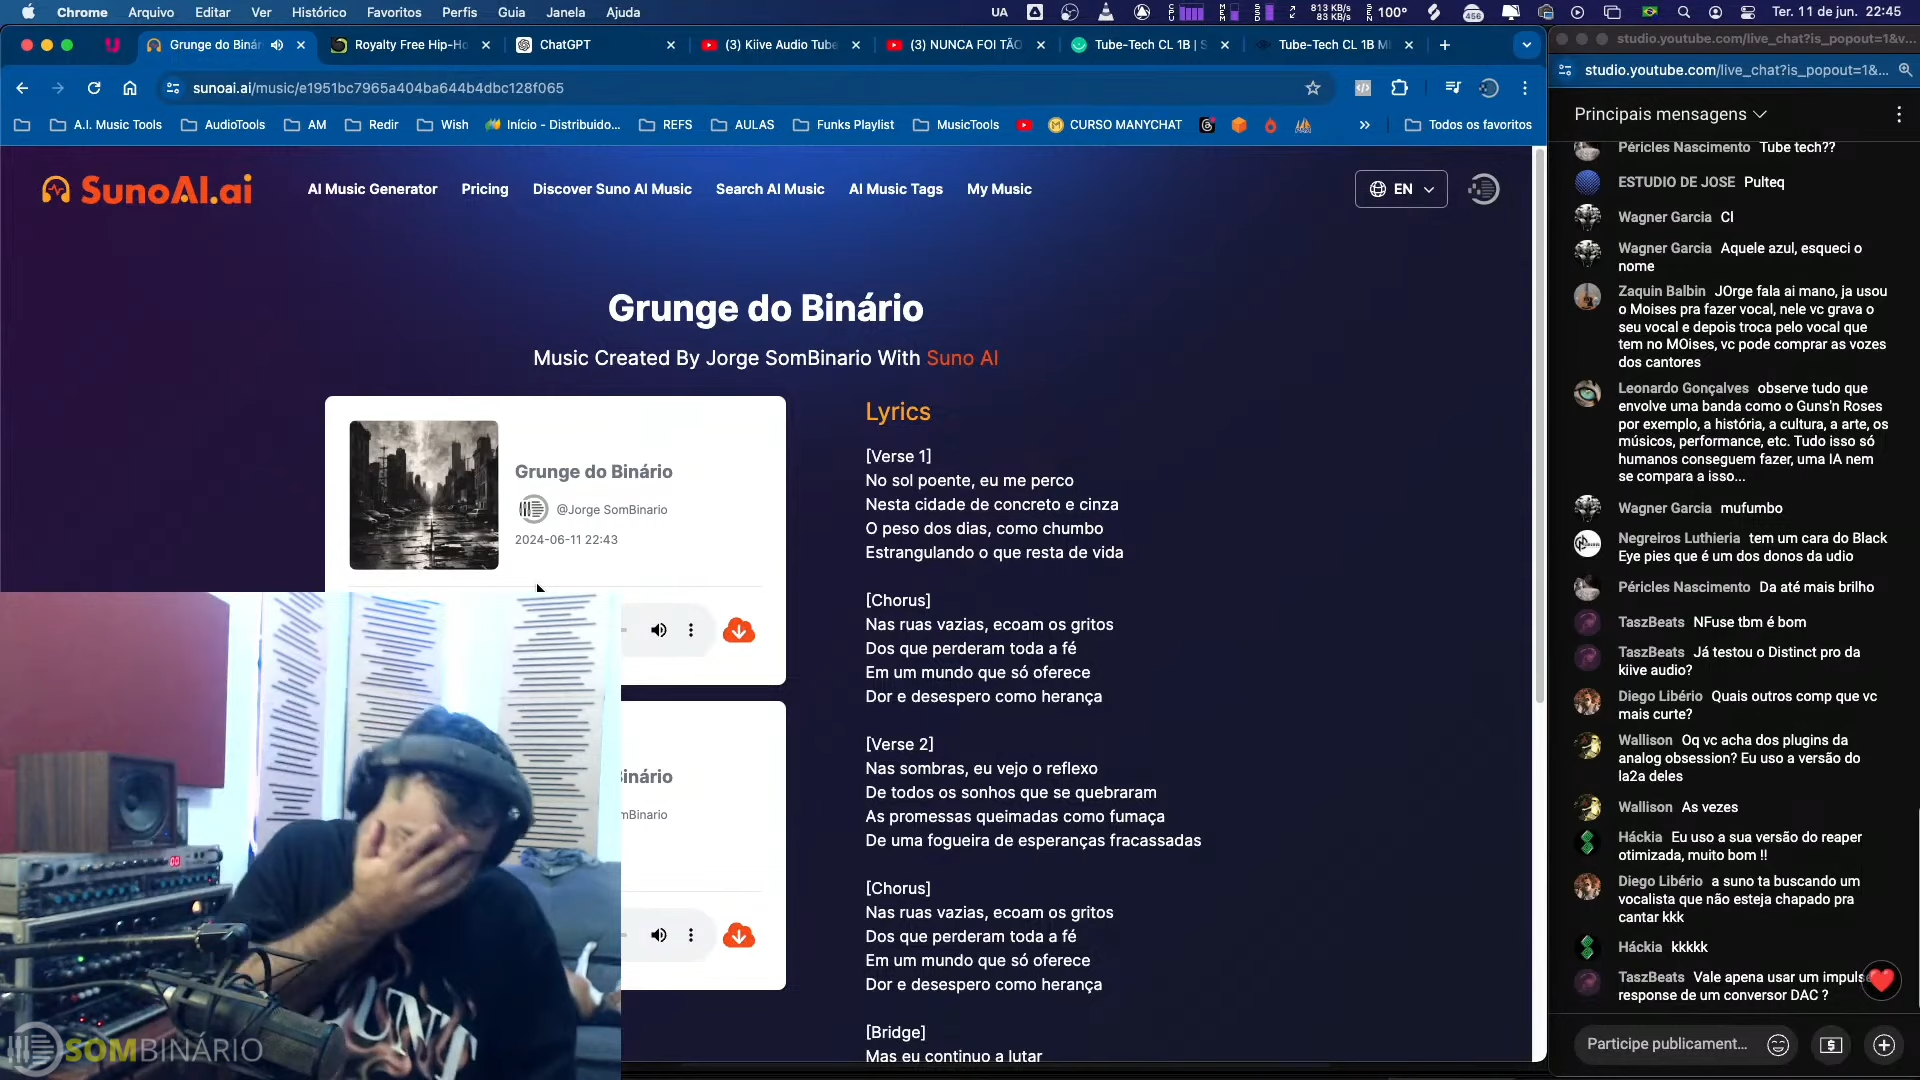 Chrome Arquivo Editar Ver Histórico Favoritos Perfis Guia Janela Ajuda
UA
813 KB/s
83 KB/s
100°
456
Ter. 11 de jun. 22:45
Grunge do Binár
Royalty Free Hip-Ho
ChatGPT
(3) Kiive Audio Tube
(3) NUNCA FOI TÃO
Tube-Tech CL 1B | S
Tube-Tech CL 1B M
sunoai.ai/music/e1951bc7965a404ba644b4dbc128f065
A.I. Music Tools
AudioTools
AM
Redir
Wish
Início - Distribuido...
REFS
AULAS
Funks Playlist
MusicTools
CURSO MANYCHAT
»
Todos os favoritos
SunoAI.ai
AI Music Generator
Pricing
Discover Suno AI Music
Search AI Music
AI Music Tags
My Music
EN
Grunge do Binário
Music Created By Jorge SomBinario With Suno AI
Grunge do Binário
@Jorge SomBinario
2024-06-11 22:43
Binário
mBinario
Lyrics
[Verse 1]
No sol poente, eu me perco
Nesta cidade de concreto e cinza
O peso dos dias, como chumbo
Estrangulando o que resta de vida
[Chorus]
Nas ruas vazias, ecoam os gritos
Dos que perderam toda a fé
Em um mundo que só oferece
Dor e desespero como herança
[Verse 2]
Nas sombras, eu vejo o reflexo
De todos os sonhos que se quebraram
As promessas queimadas como fumaça
De uma fogueira de esperanças fracassadas
[Chorus]
Nas ruas vazias, ecoam os gritos
Dos que perderam toda a fé
Em um mundo que só oferece
Dor e desespero como herança
[Bridge]
Mas eu continuo a lutar
SOMBINÁRIO
studio.youtube.com/live_chat?is_popout=1&v...
studio.youtube.com/live_chat?is_popout=1&...
Principais mensagens
Péricles Nascimento Tube tech??
ESTUDIO DE JOSE Pulteq
Wagner Garcia Cl
Wagner Garcia Aquele azul, esqueci o
nome
Zaquin Balbin JOrge fala ai mano, ja usou
o Moises pra fazer vocal, nele vc grava o
seu vocal e depois troca pelo vocal que
tem no MOises, vc pode comprar as vozes
dos cantores
Leonardo Gonçalves observe tudo que
envolve uma banda como o Guns'n Roses
por exemplo, a história, a cultura, a arte, os
músicos, performance, etc. Tudo isso só
humanos conseguem fazer, uma IA nem
se compara a isso...
Wagner Garcia mufumbo
Negreiros Luthieria tem um cara do Black
Eye pies que é um dos donos da udio
Péricles Nascimento Da até mais brilho
TaszBeats NFuse tbm é bom
TaszBeats Já testou o Distinct pro da
kiive audio?
Diego Libério Quais outros comp que vc
mais curte?
Wallison Oq vc acha dos plugins da
analog obsession? Eu uso a versão do
la2a deles
Wallison As vezes
Háckia Eu uso a sua versão do reaper
otimizada, muito bom !!
Diego Libério a suno ta buscando um
vocalista que não esteja chapado pra
cantar kkk
Háckia kkkkk
TaszBeats Vale apena usar um impulse
response de um conversor DAC ?
Participe publicament...